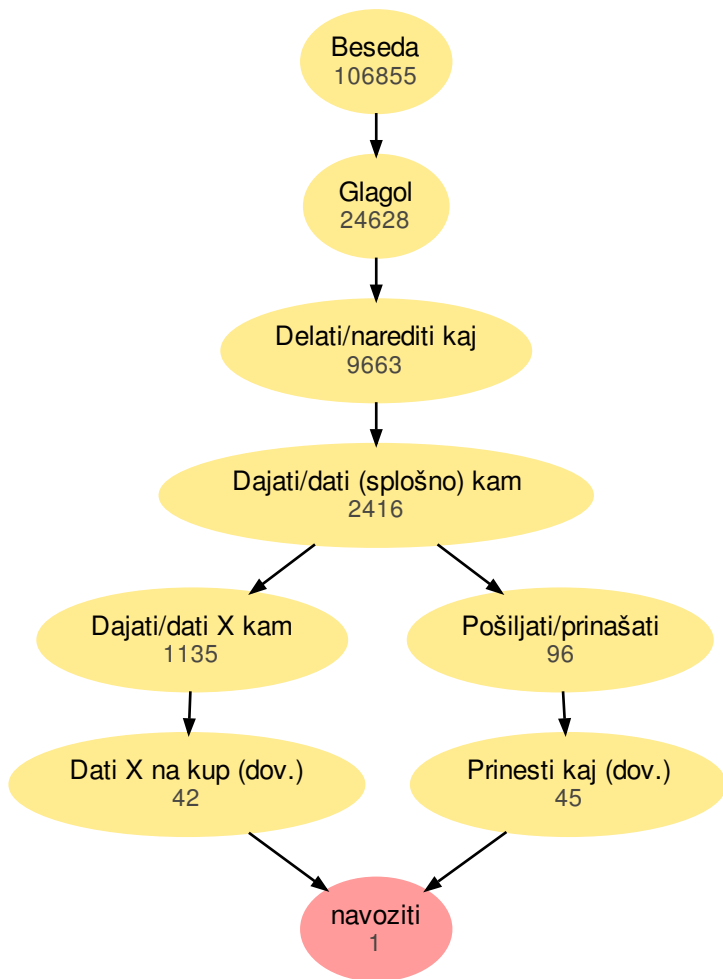 Beseda
106855
Glagol
24628
Delati/narediti kaj
9663
Dajati/dati (splošno) kam
2416
Dajati/dati X kam
1135
Pošiljati/prinašati
96
Dati X na kup (dov.)
42
Prinesti kaj (dov.)
45
navoziti
1